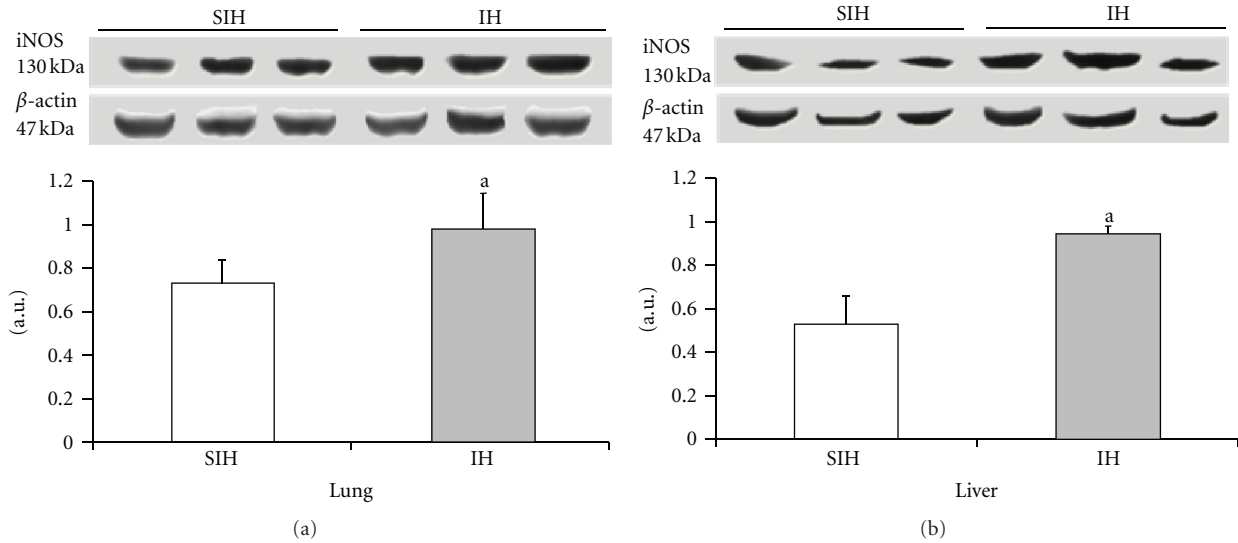 SIH IH
iNOS
130 kDa
β-actin
47 kDa
1.2
1
0.8
0.6
0.4
0.2
0
(a.u.)
a
SIH IH
Lung
(a)
SIH IH
iNOS
130 kDa
β-actin
47 kDa
1.2
1
0.8
0.6
0.4
0.2
0
(a.u.)
a
SIH IH
Liver
(b)